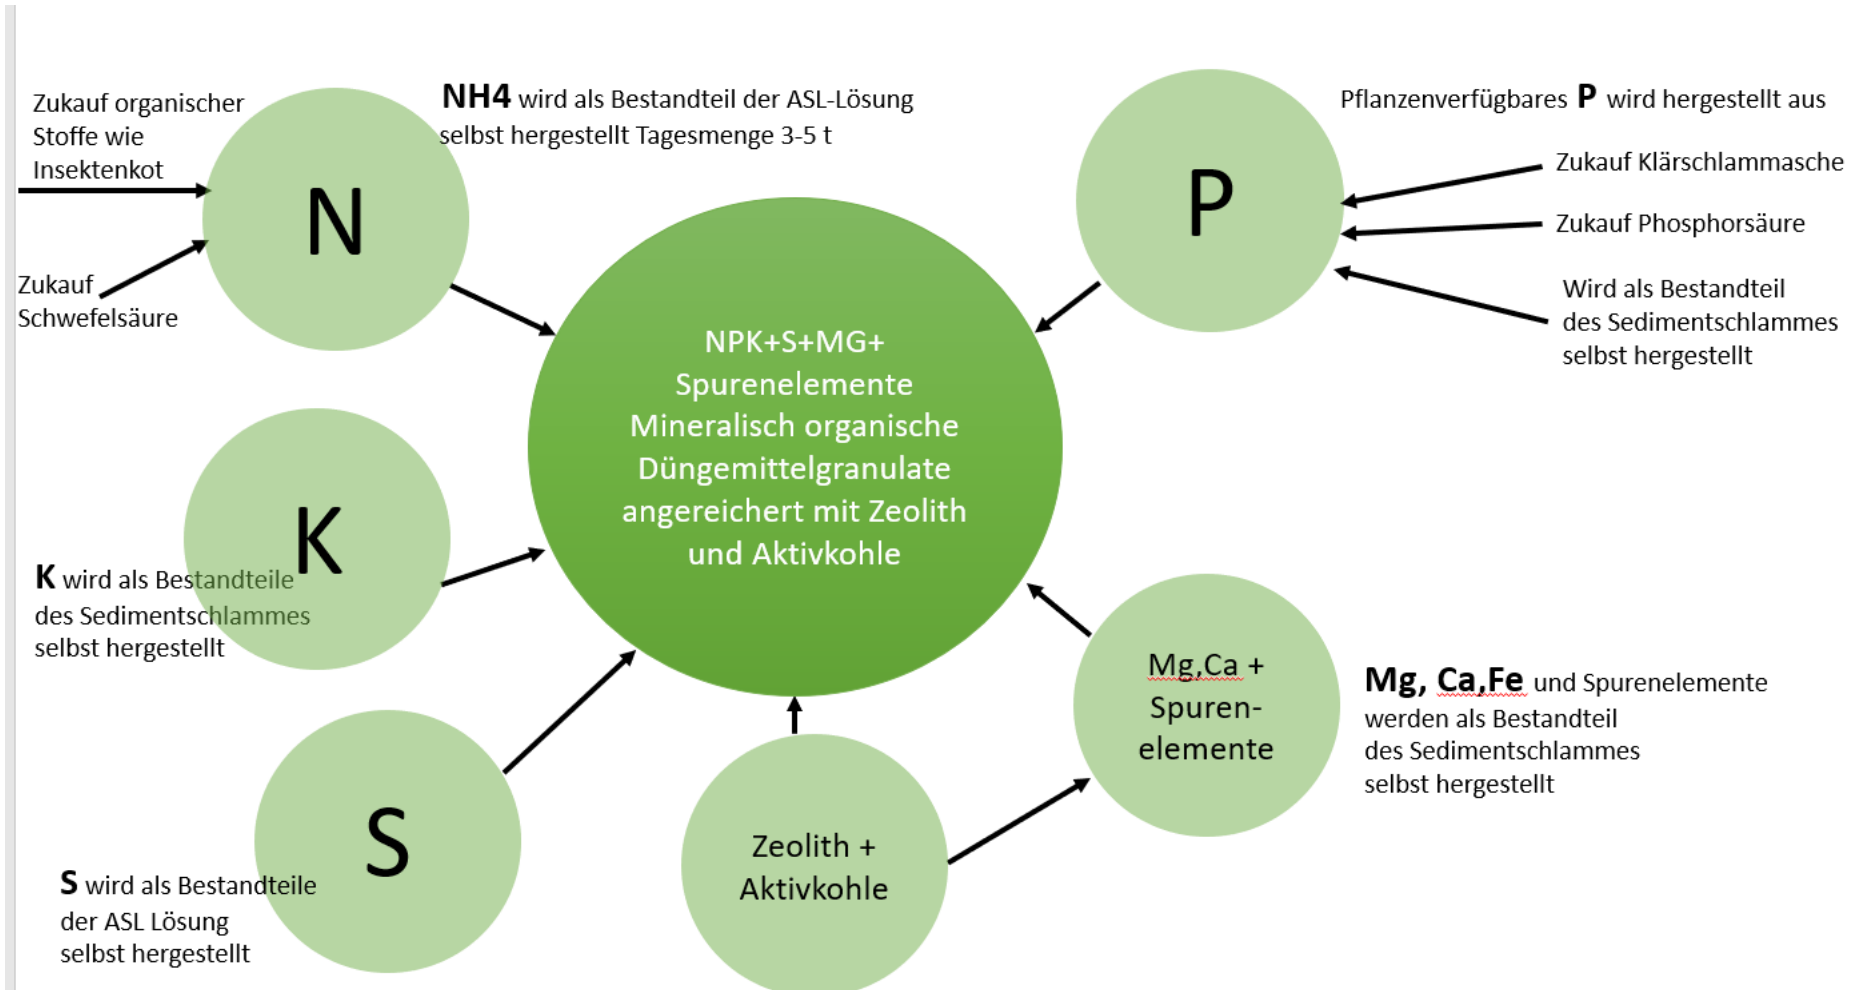 Zukauf organischer
Stoffe wie
Insektenkot
Zukauf
Schwefelsäure
N
NH4 wird als Bestandteil der ASL-Lösung
selbst hergestellt Tagesmenge 3-5 t
P
Pflanzenverfügbares P wird hergestellt aus
Zukauf Klärschlammasche
Zukauf Phosphorsäure
Wird als Bestandteil
des Sedimentschlammes
selbst hergestellt
NPK+S+MG+
Spurenelemente
Mineralisch organische
Düngemittelgranulate
angereichert mit Zeolith
und Aktivkohle
K
K wird als Bestandteile
des Sedimentschlammes
selbst hergestellt
S
S wird als Bestandteile
der ASL Lösung
selbst hergestellt
Zeolith +
Aktivkohle
Mg,Ca +
Spuren-
elemente
Mg, Ca,Fe und Spurenelemente
werden als Bestandteil
des Sedimentschlammes
selbst hergestellt